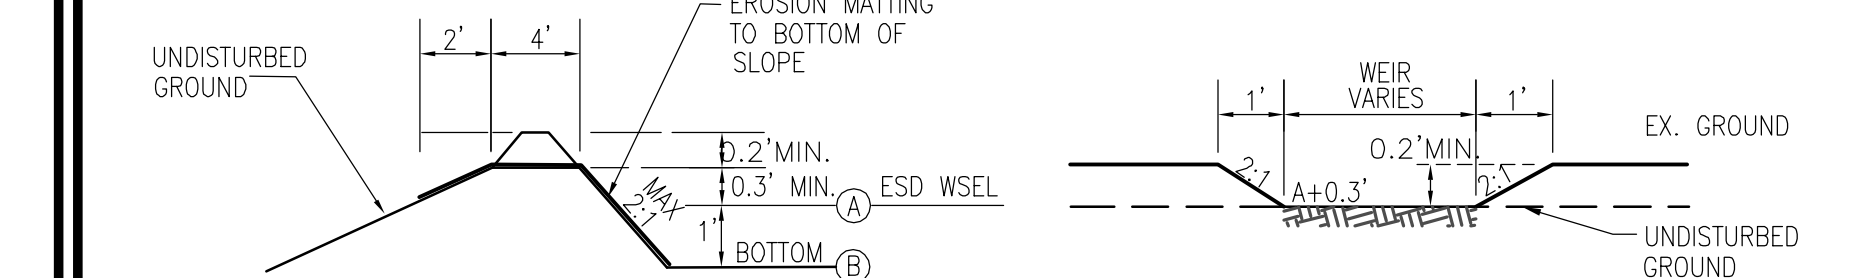 EROSION MATTING
TO BOTTOM OF
SLOPE
2'
4'
UNDISTURBED
GROUND
0.2'MIN.
0.3' MIN.
A
ESD WSEL
MAX
2:1
1'
BOTTOM
B
WEIR
VARIES
1'
1'
EX. GROUND
0.2'MIN.
2:1
2:1
A+0.3'
UNDISTURBED
GROUND